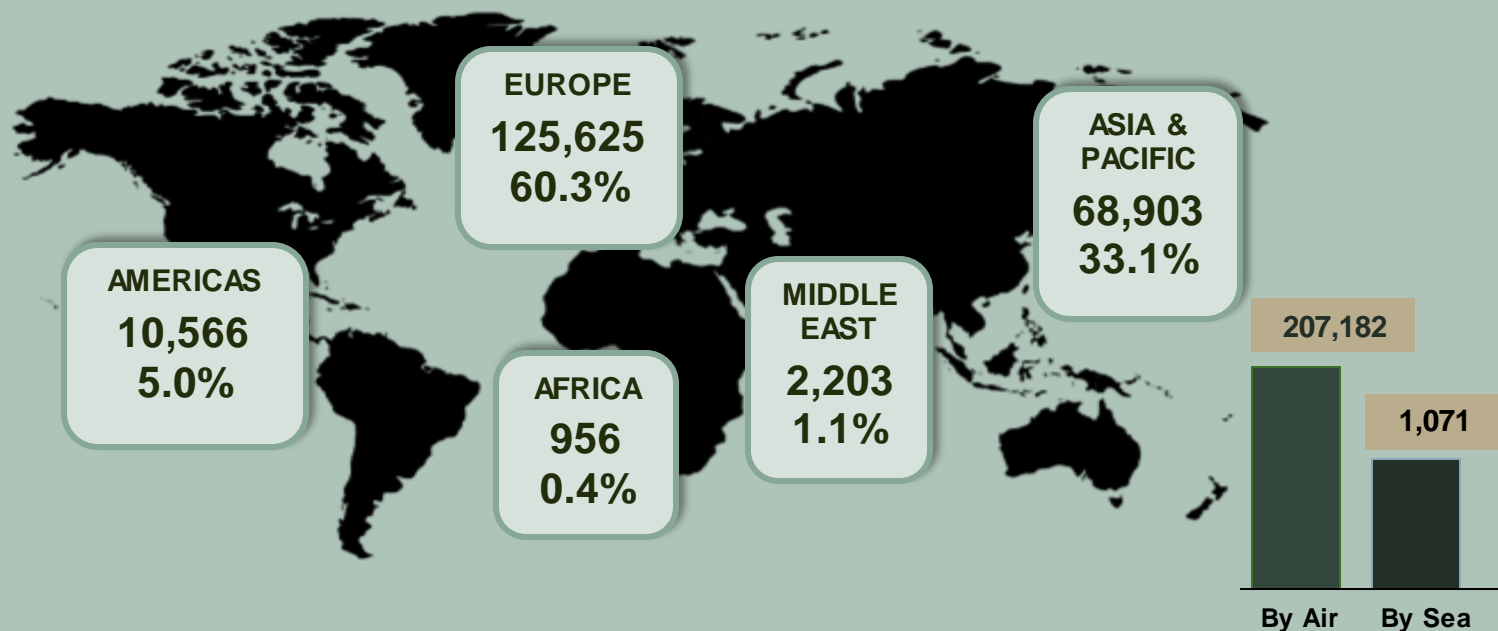 EUROPE
125,625
60.3%
ASIA &
PACIFIC
68,903
33.1%
AMERICAS
10,566
5.0%
MIDDLE
EAST
2,203
1.1%
AFRICA
956
0.4%
207,182
1,071
By Air
By Sea